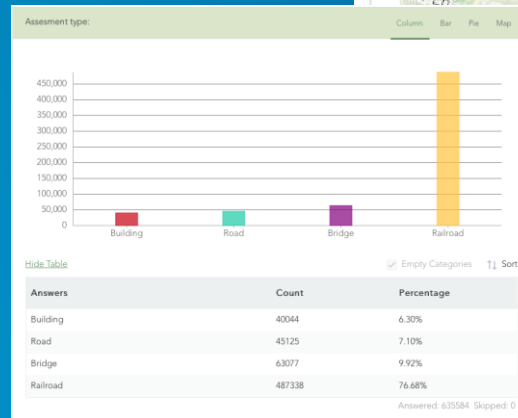 Assesment type:
Column Bar Pie Map
450,000
400,000
350,000
300,000
250,000
200,000
150,000
100,000
50,000
0
Building Road Bridge Railroad
Hide Table Empty Categories Sort
Answers Count Percentage
Building 40044 6.30%
Road 45125 7.10%
Bridge 63077 9.92%
Railroad 487338 76.68%
Answered: 635584 Skipped: 0